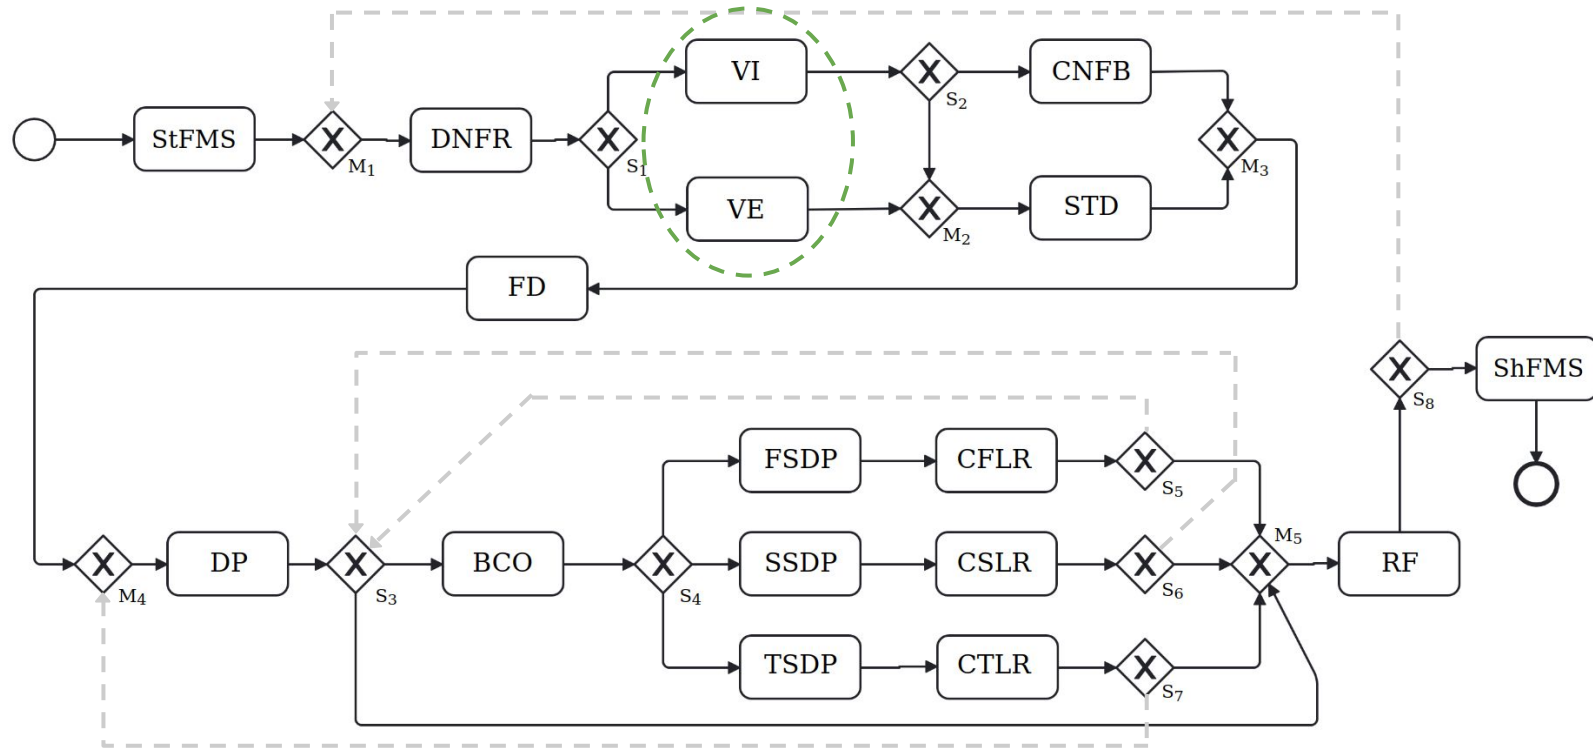 VI
CNFB
StFMS
X
X
S₂
DNFR
X
S₁
M₁
X
M₃
VE
X
M₂
STD
FD
X
S₈
ShFMS
FSDP
CFLR
X
S₅
X
M₄
DP
X
S₃
BCO
X
S₄
SSDP
CSLR
X
S₆
M₅
X
RF
TSDP
CTLR
X
S₇